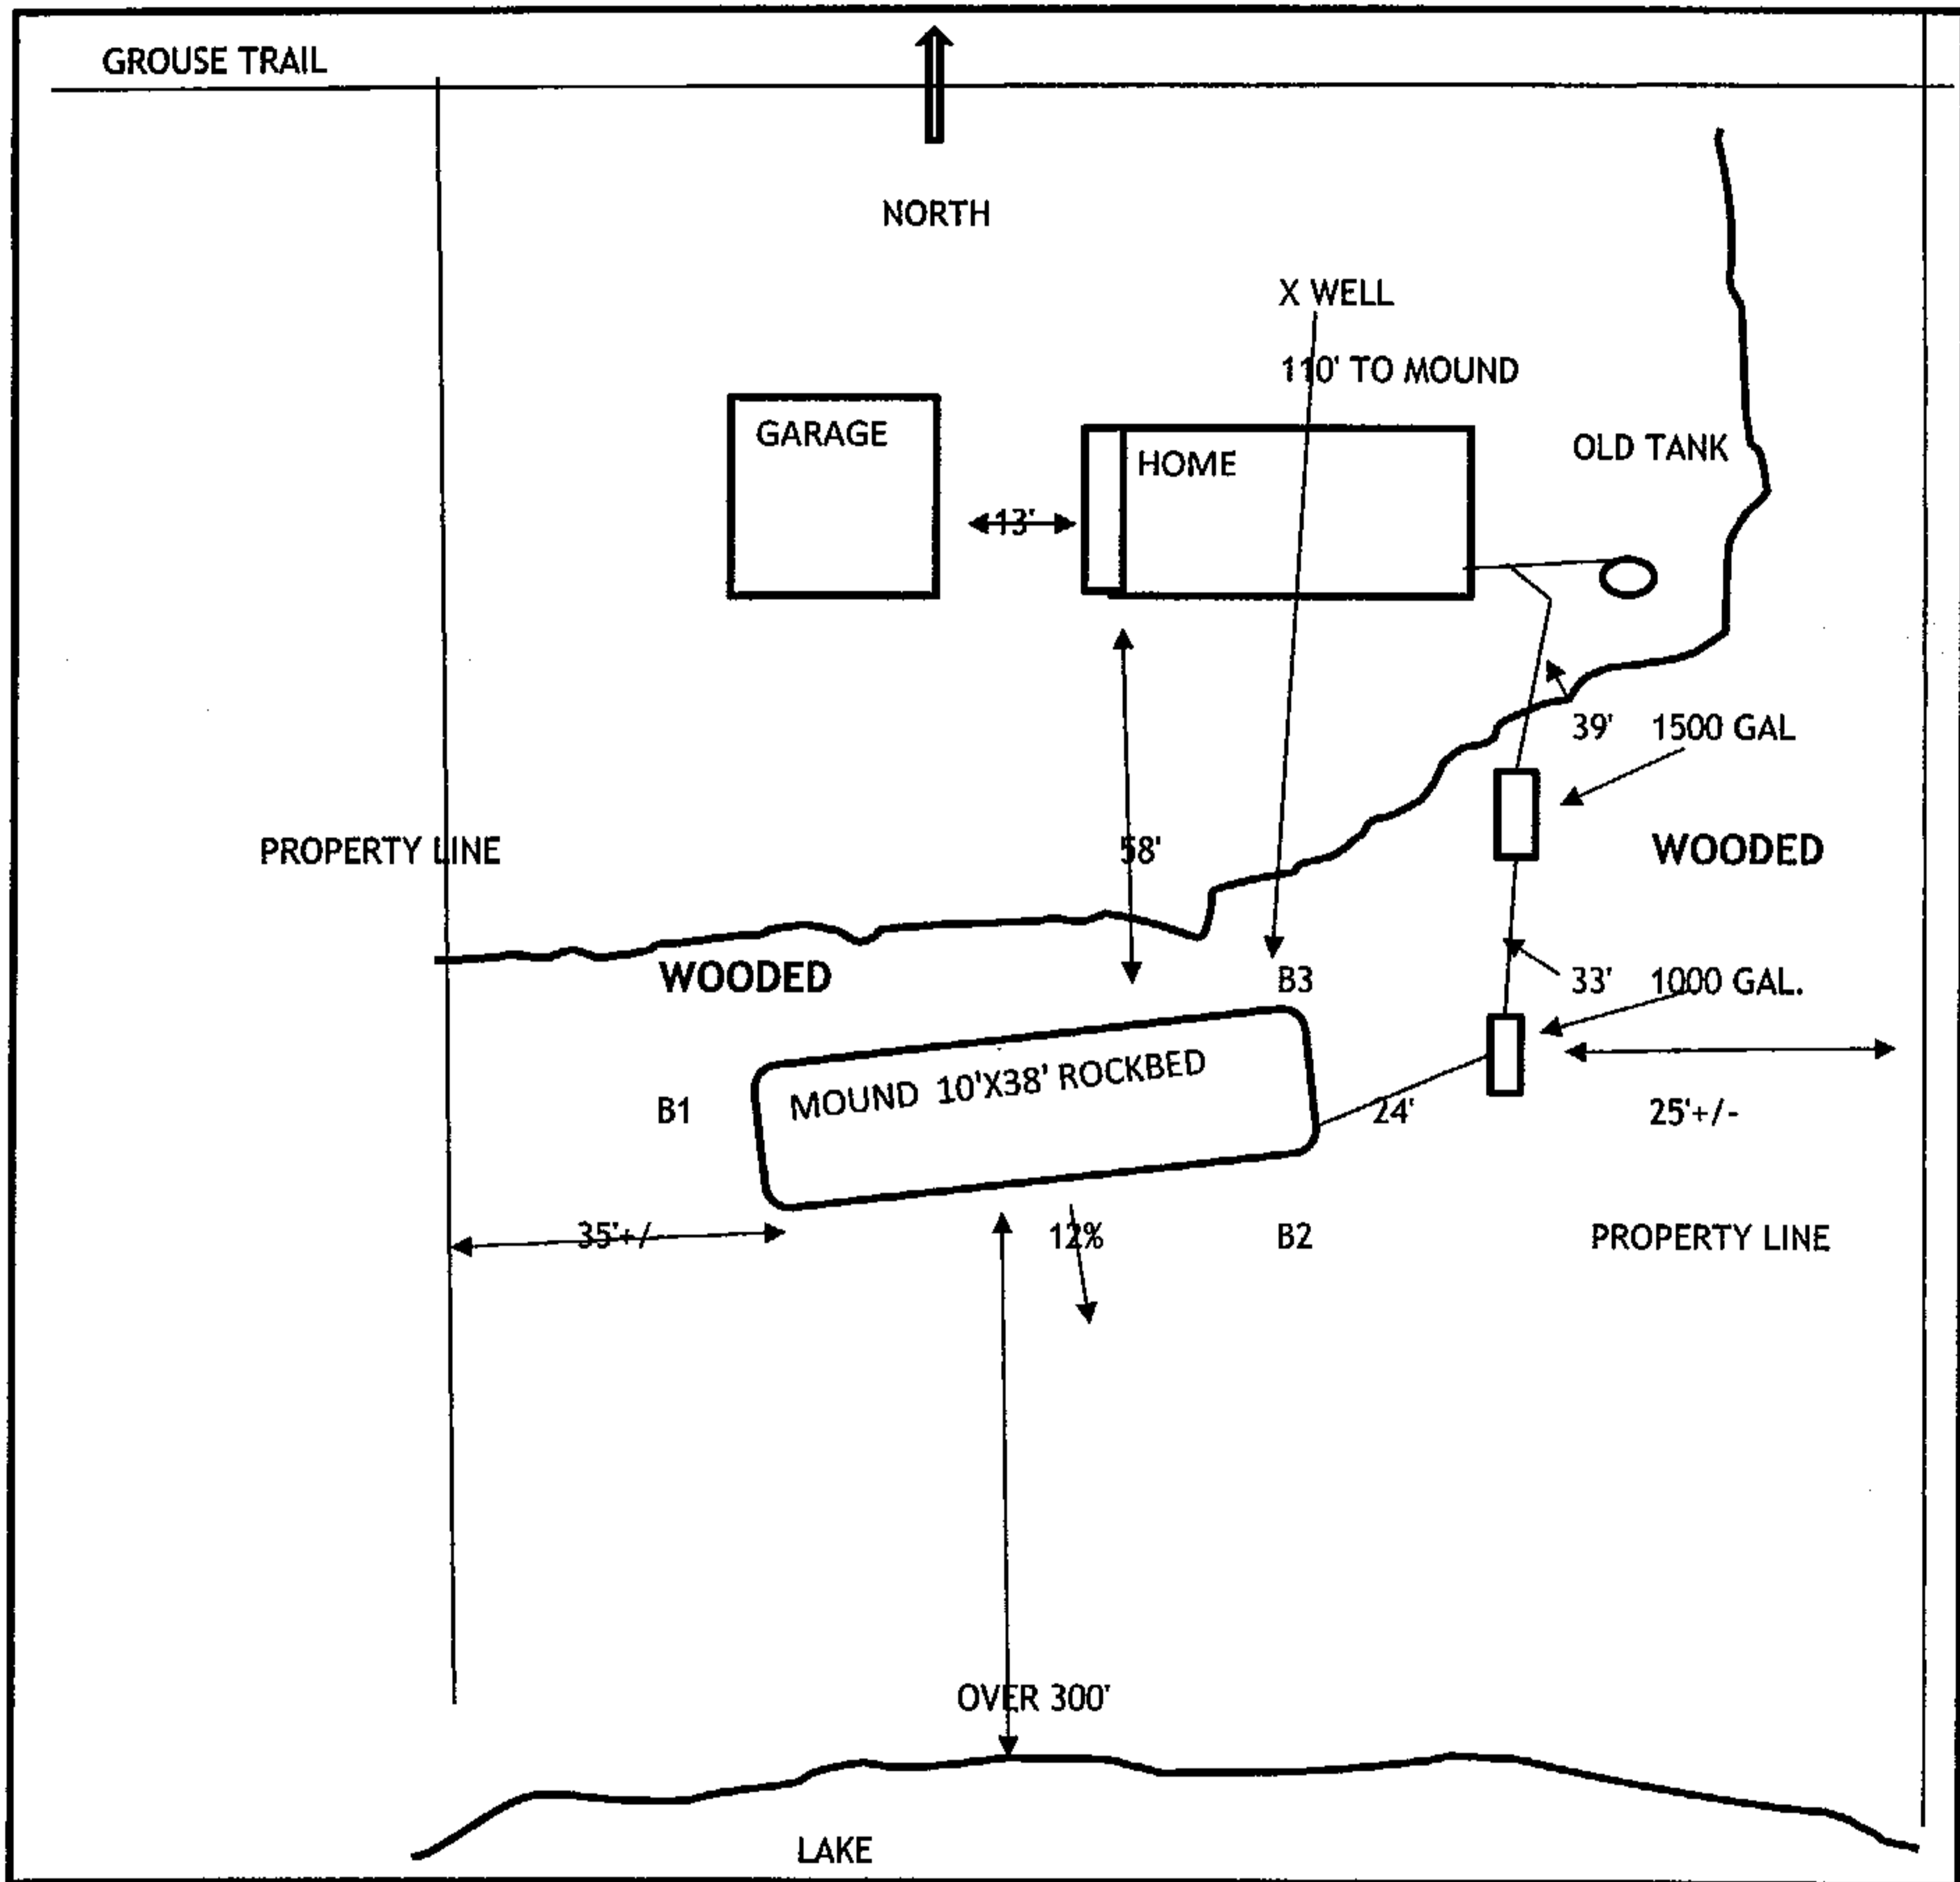 GROUSE TRAIL
NORTH
X WELL
110' TO MOUND
GARAGE
HOME
OLD TANK
13'
39' 1500 GAL
PROPERTY LINE
58'
WOODED
WOODED
B3
33' 1000 GAL.
MOUND 10'X38' ROCKBED
B1
24'
25'+/-
35'+/
12%
B2
PROPERTY LINE
OVER 300'
LAKE